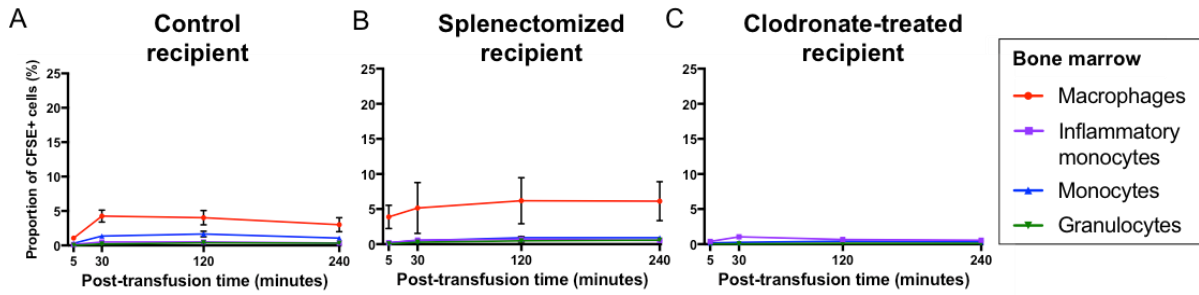 A
Control
recipient
Proportion of CFSE+ cells (%)
25
20
15
10
5
0
5 30 120 240
Post-transfusion time (minutes)
B
Splenectomized
recipient
25
20
15
10
5
0
5 30 120 240
Post-transfusion time (minutes)
C
Clodronate-treated
recipient
25
20
15
10
5
0
5 30 120 240
Post-transfusion time (minutes)
Bone marrow
Macrophages
Inflammatory
monocytes
Monocytes
Granulocytes